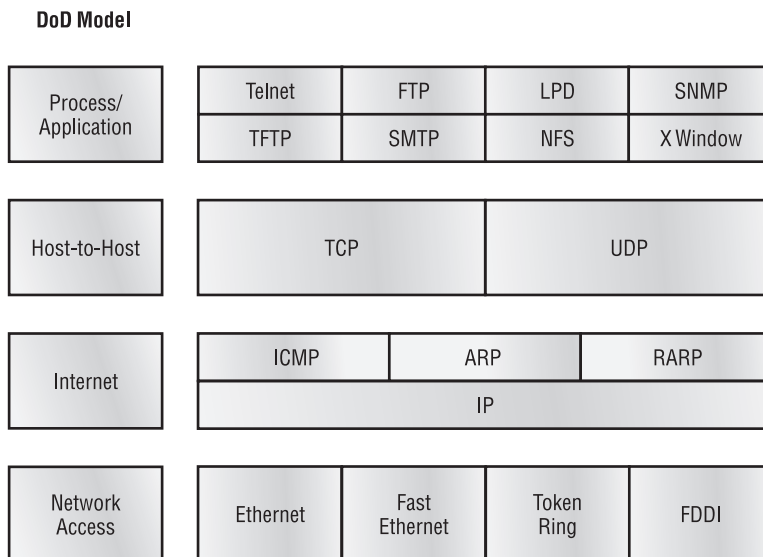 DoD Model
Process/
Application
Telnet FTP LPD SNMP
TFTP SMTP NFS X Window
Host-to-Host
TCP UDP
Internet
ICMP ARP RARP
IP
Network
Access
Ethernet
Fast
Ethernet
Token
Ring
FDDI